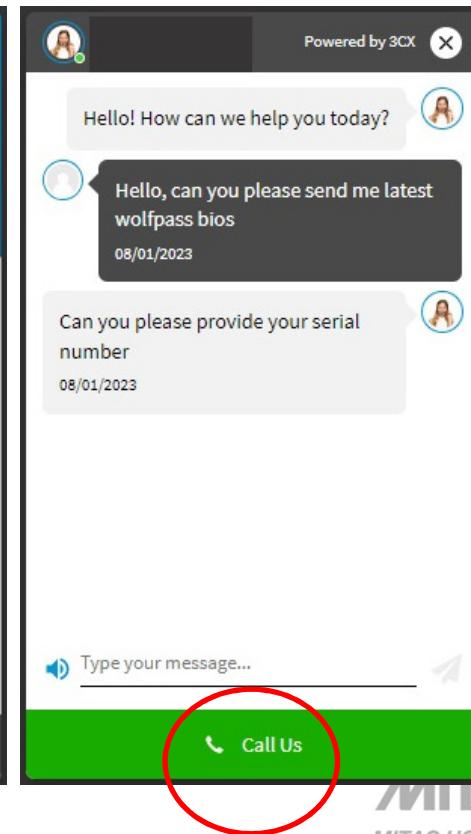 Powered by 3CX
Hello! How can we help you today?
Hello, can you please send me latest
wolfpass bios
08/01/2023
Can you please provide your serial
number
08/01/2023
Type your message...
Call Us